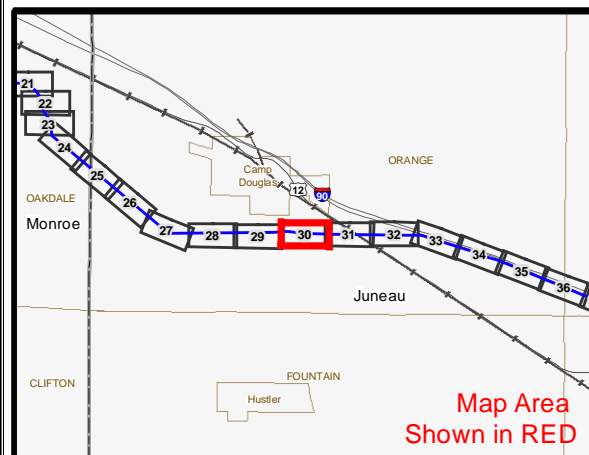 21
22
23
24
25
26
27
28
29
30
31
32
33
34
35
36
Camp
Douglas
12
90
ORANGE
OAKDALE
Monroe
Juneau
CLIFTON
FOUNTAIN
Hustler
Map Area
Shown in RED